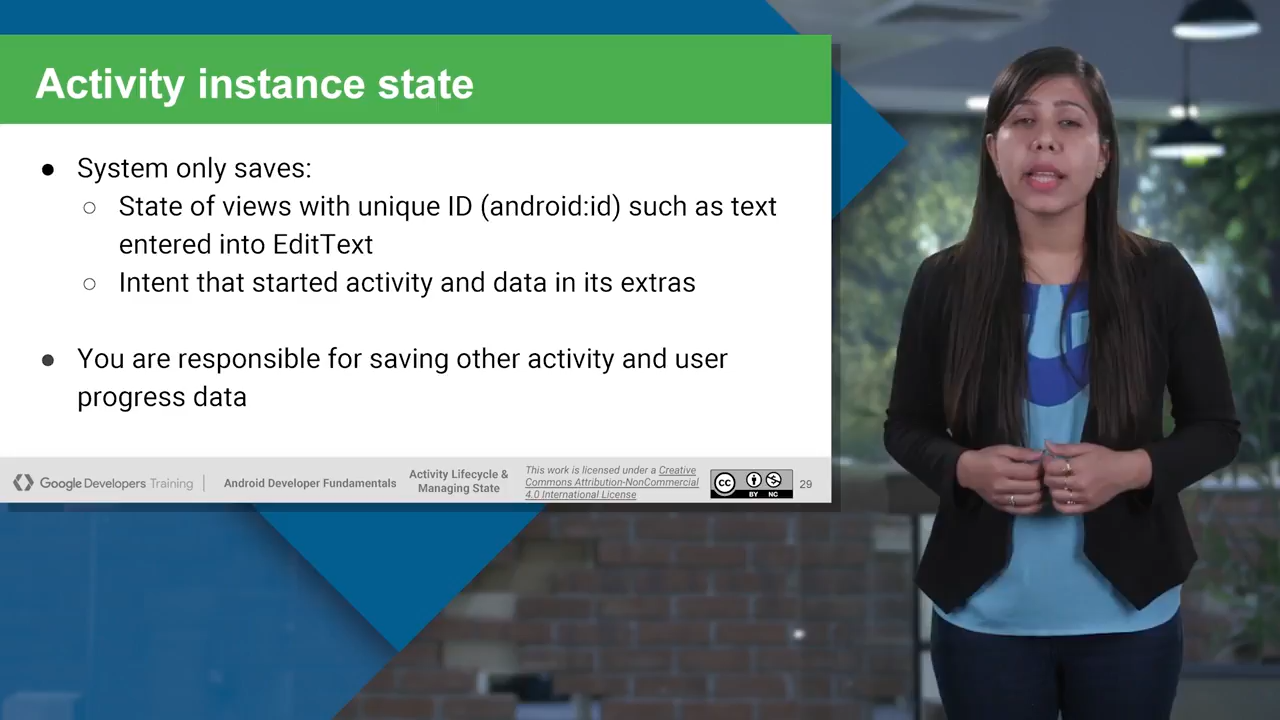 Activity instance state
● System only saves:
○ State of views with unique ID (android:id) such as text
entered into EditText
○ Intent that started activity and data in its extras
● You are responsible for saving other activity and user
progress data
Google Developers Training
Android Developer Fundamentals
Activity Lifecycle &
Managing State
This work is licensed under a Creative
Commons Attribution-NonCommercial
4.0 International License
cc BY NC
29